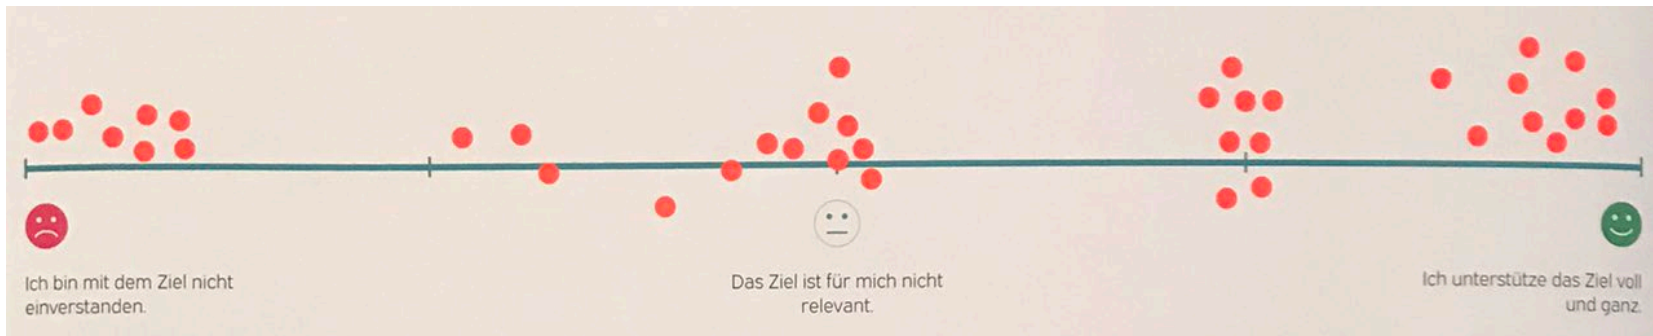 Ich bin mit dem Ziel nicht
einverstanden.
Das Ziel ist für mich nicht
relevant.
Ich unterstütze das Ziel voll
und ganz.